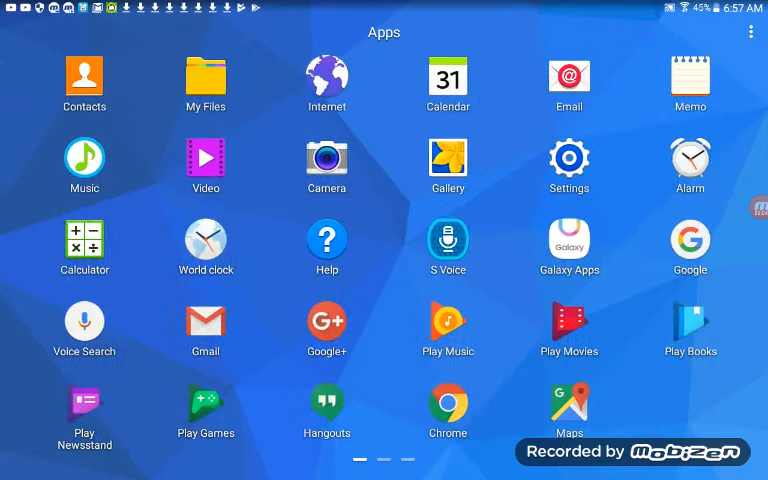 45% 6:57 AM
Apps
31
Contacts My Files Internet Calendar Email Memo
Music Video Camera Gallery Settings Alarm
Galaxy
Calculator World clock Help S Voice Galaxy Apps Google
G+
Voice Search Gmail Google+ Play Music Play Movies Play Books
Play Newsstand Play Games Hangouts Chrome Maps
Recorded by MOBIZEN